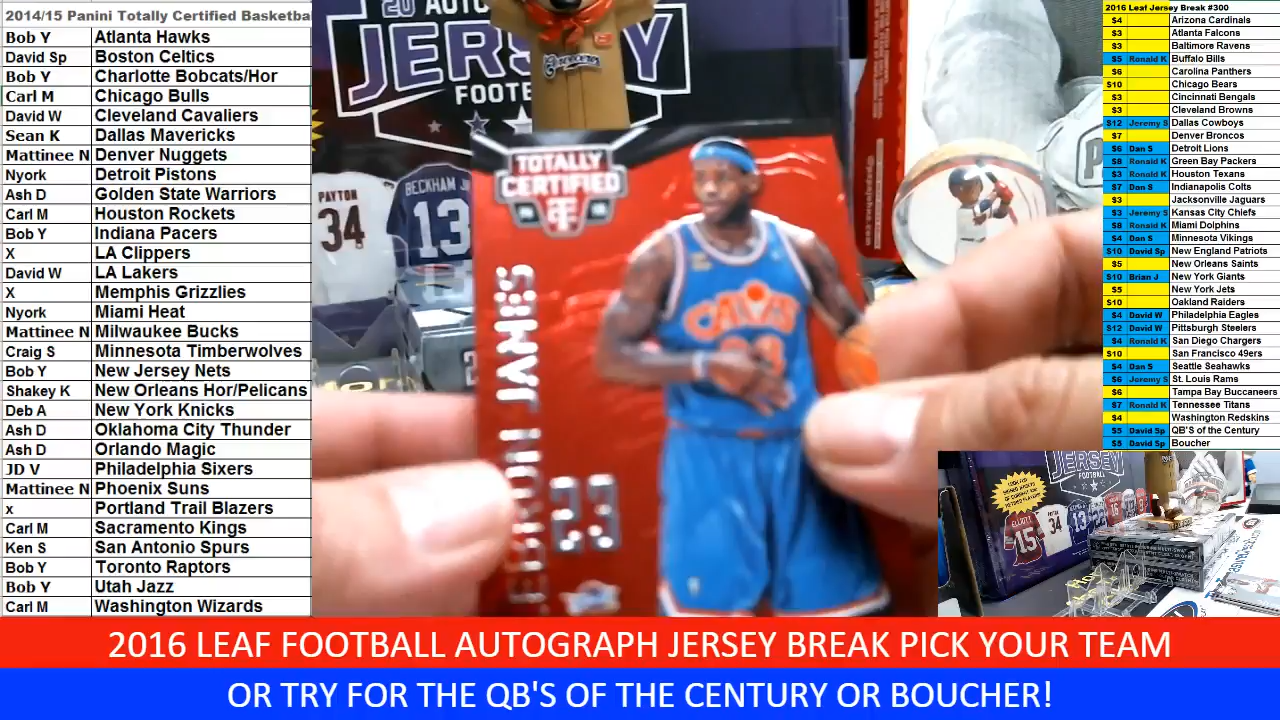 2014/15 Panini Totally Certified Basketba
Bob Y Atlanta Hawks
David Sp Boston Celtics
Bob Y Charlotte Bobcats/Hor
Carl M Chicago Bulls
David W Cleveland Cavaliers
Sean K Dallas Mavericks
Mattinee N Denver Nuggets
Nyork Detroit Pistons
Ash D Golden State Warriors
Carl M Houston Rockets
Bob Y Indiana Pacers
X LA Clippers
David W LA Lakers
X Memphis Grizzlies
Nyork Miami Heat
Mattinee N Milwaukee Bucks
Craig S Minnesota Timberwolves
Bob Y New Jersey Nets
Shakey K New Orleans Hor/Pelicans
Deb A New York Knicks
Ash D Oklahoma City Thunder
Ash D Orlando Magic
JD V Philadelphia Sixers
Mattinee N Phoenix Suns
x Portland Trail Blazers
Carl M Sacramento Kings
Ken S San Antonio Spurs
Bob Y Toronto Raptors
Bob Y Utah Jazz
Carl M Washington Wizards
20 AUTO
JERSEY
FOOTB
PAYTON
34
BECKHAM JR
13
TOTALLY
CERTIFIED
TC
LEBRON JAMES
23
CAVS
23
2016 Leaf Jersey Break #300
$4 Arizona Cardinals
$3 Atlanta Falcons
$3 Baltimore Ravens
$5 Ronald K Buffalo Bills
$6 Carolina Panthers
$10 Chicago Bears
$3 Cincinnati Bengals
$3 Cleveland Browns
$12 Jeremy S Dallas Cowboys
$7 Denver Broncos
$6 Dan S Detroit Lions
$8 Ronald K Green Bay Packers
$3 Ronald K Houston Texans
$7 Dan S Indianapolis Colts
$3 Jacksonville Jaguars
$3 Jeremy S Kansas City Chiefs
$8 Ronald K Miami Dolphins
$4 Dan S Minnesota Vikings
$10 David Sp New England Patriots
$5 New Orleans Saints
$10 Brian J New York Giants
$5 New York Jets
$10 Oakland Raiders
$4 David W Philadelphia Eagles
$12 David W Pittsburgh Steelers
$4 Ronald K San Diego Chargers
$10 San Francisco 49ers
$4 Dan S Seattle Seahawks
$6 Jeremy S St. Louis Rams
$6 Tampa Bay Buccaneers
$7 Ronald K Tennessee Titans
$4 Washington Redskins
$5 David Sp QB'S of the Century
$5 David Sp Boucher
JERSEY
FOOTBALL
ELLIOTT
15
PAYTON
34
13
2016 LEAF FOOTBALL AUTOGRAPH JERSEY BREAK PICK YOUR TEAM
OR TRY FOR THE QB'S OF THE CENTURY OR BOUCHER!